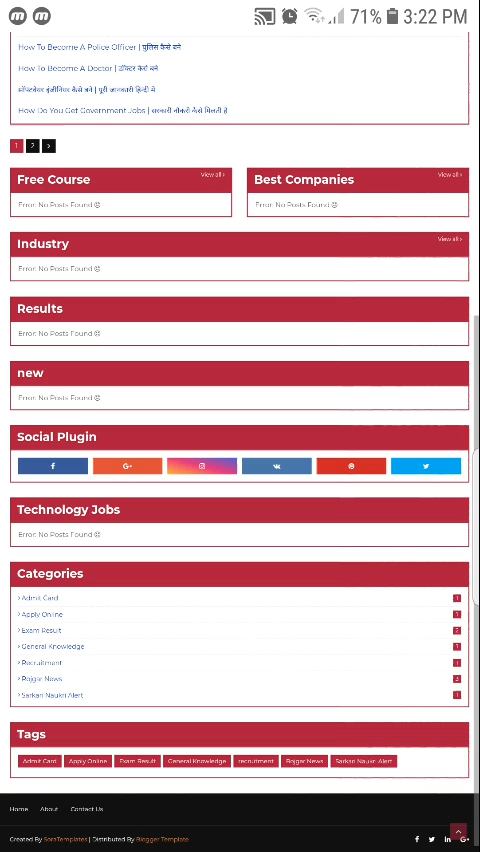 71% 3:22 PM
How To Become A Police Officer | पुलिस कैसे बने
How To Become A Doctor | डॉक्टर कैसे बने
सॉफ्टवेयर इंजीनियर कैसे बने | पूरी जानकारी हिन्दी में
How Do You Get Government Jobs | सरकारी नौकरी कैसे मिलती है
1 2 ›
Free Course View all ›
Error: No Posts Found ☹
Best Companies View all ›
Error: No Posts Found ☹
Industry View all ›
Error: No Posts Found ☹
Results
Error: No Posts Found ☹
new
Error: No Posts Found ☹
Social Plugin
Technology Jobs
Error: No Posts Found ☹
Categories
› Admit Card 1
› Apply Online 1
› Exam Result 2
› General Knowledge 1
› Recruitment 1
› Rojgar News 3
› Sarkari Naukri Alert 1
Tags
Admit Card Apply Online Exam Result General Knowledge recruitment Rojgar News Sarkari Naukri Alert
Home About Contact Us
Created By SoraTemplates | Distributed By Blogger Template